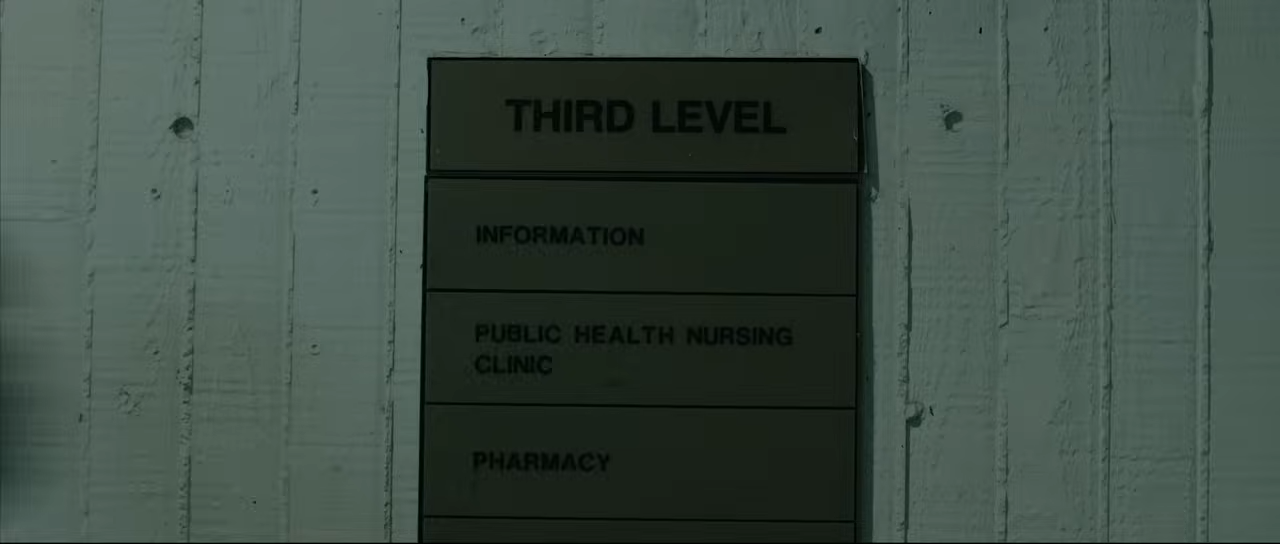 THIRD LEVEL
INFORMATION
PUBLIC HEALTH NURSING
CLINIC
PHARMACY